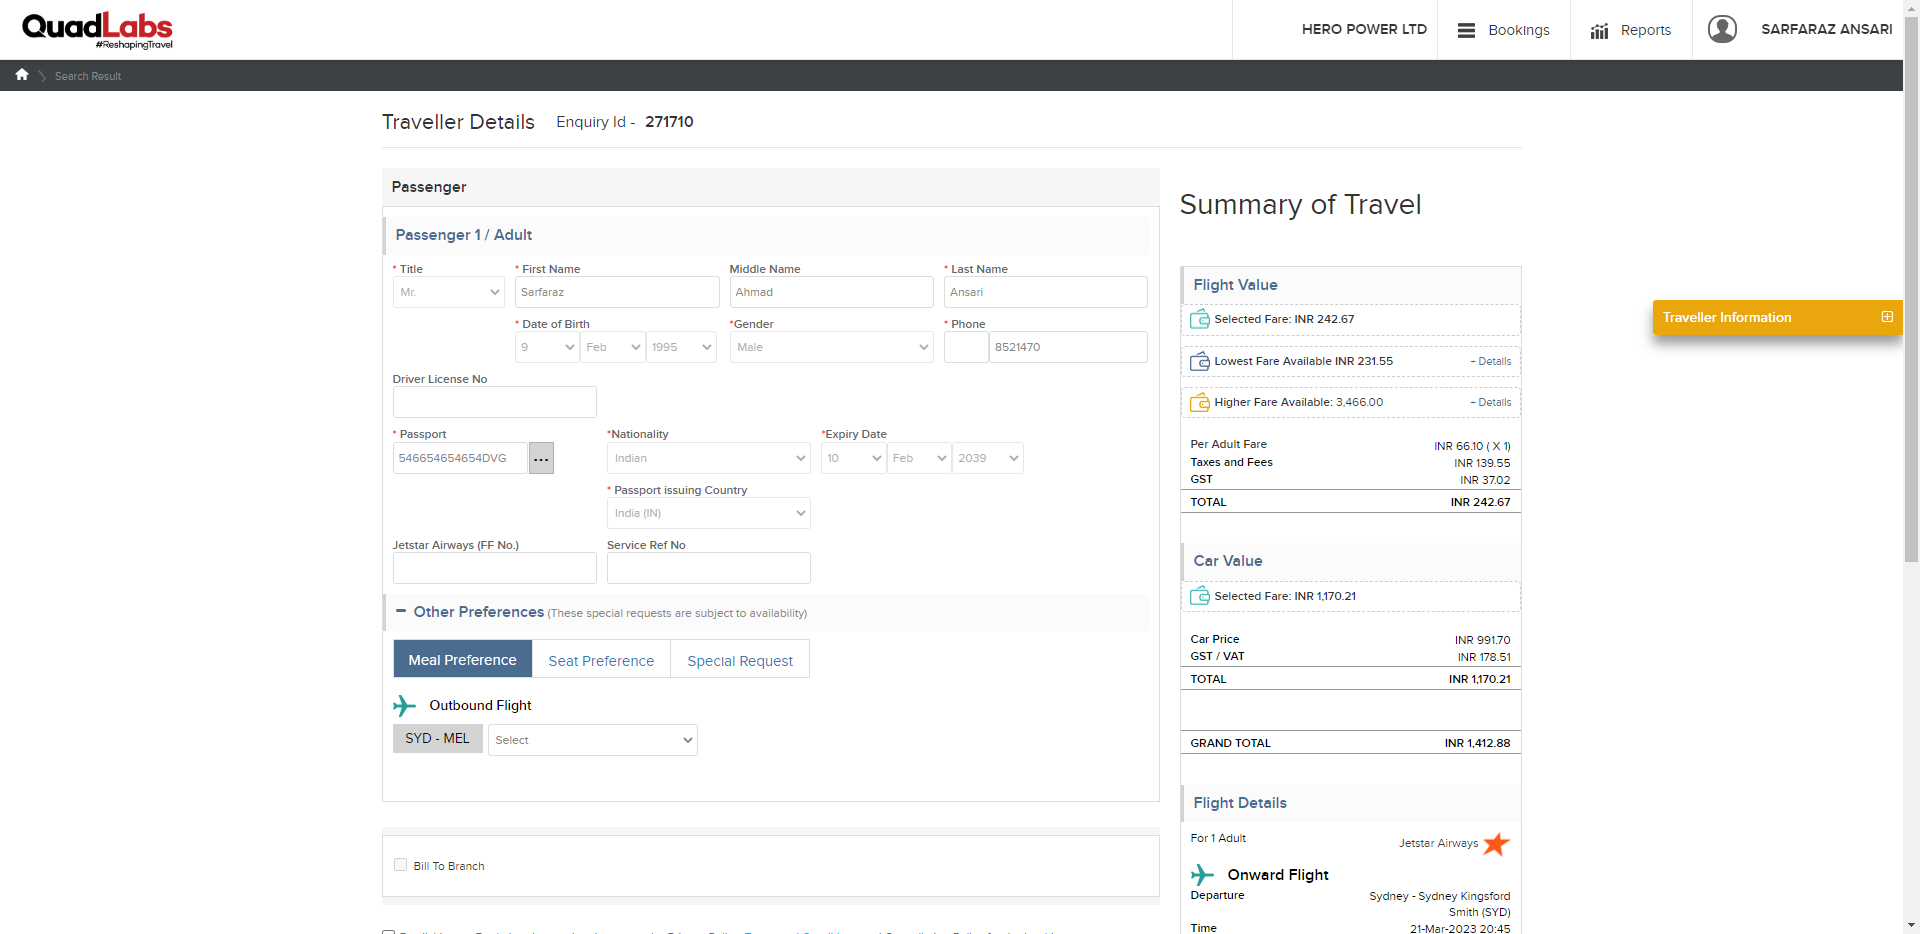 QuadLabs
#ReshapingTravel
HERO POWER LTD
Bookings
Reports
SARFARAZ ANSARI
Search Result
Traveller Details Enquiry Id - 271710
Passenger
Passenger 1 / Adult
* Title
* First Name
Middle Name
* Last Name
Mr.
Sarfaraz
Ahmad
Ansari
* Date of Birth
*Gender
* Phone
9
Feb
1995
Male
8521470
Driver License No
* Passport
*Nationality
*Expiry Date
546654654654DVG
...
Indian
10
Feb
2039
* Passport issuing Country
India (IN)
Jetstar Airways (FF No.)
Service Ref No
Other Preferences (These special requests are subject to availability)
Meal Preference
Seat Preference
Special Request
Outbound Flight
SYD - MEL
Select
Bill To Branch
Summary of Travel
Flight Value
Selected Fare: INR 242.67
Lowest Fare Available INR 231.55 + Details
Higher Fare Available: 3,466.00 + Details
Per Adult Fare INR 66.10 ( X 1)
Taxes and Fees INR 139.55
GST INR 37.02
TOTAL INR 242.67
Car Value
Selected Fare: INR 1,170.21
Car Price INR 991.70
GST / VAT INR 178.51
TOTAL INR 1,170.21
GRAND TOTAL INR 1,412.88
Flight Details
For 1 Adult
Jetstar Airways
Onward Flight
Departure Sydney - Sydney Kingsford
Smith (SYD)
Time 21-Mar-2023 20:45
Traveller Information